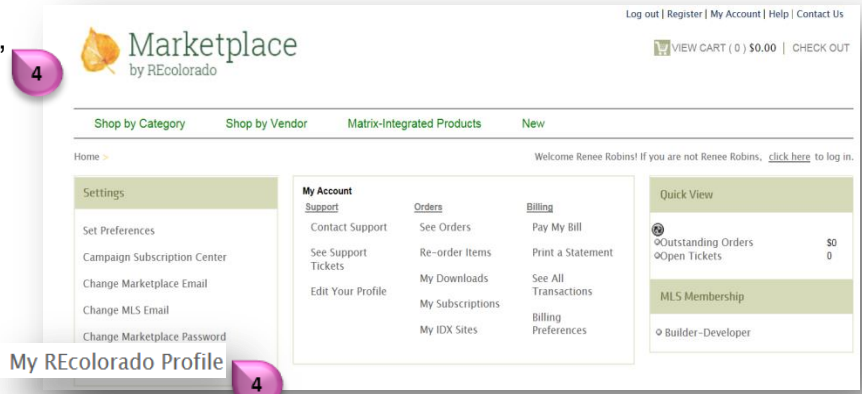 Log out | Register | My Account | Help | Contact Us
,
4
Marketplace
by REcolorado
VIEW CART ( 0 ) $0.00 | CHECK OUT
Shop by Category Shop by Vendor Matrix-Integrated Products New
Home >
Welcome Renee Robins! If you are not Renee Robins, click here to log in.
Settings
Set Preferences
Campaign Subscription Center
Change Marketplace Email
Change MLS Email
Change Marketplace Password
My REcolorado Profile
4
My Account
Support
Contact Support
See Support
Tickets
Edit Your Profile
Orders
See Orders
Re-order Items
My Downloads
My Subscriptions
My IDX Sites
Billing
Pay My Bill
Print a Statement
See All
Transactions
Billing
Preferences
Quick View
Outstanding Orders $0
Open Tickets 0
MLS Membership
Builder-Developer